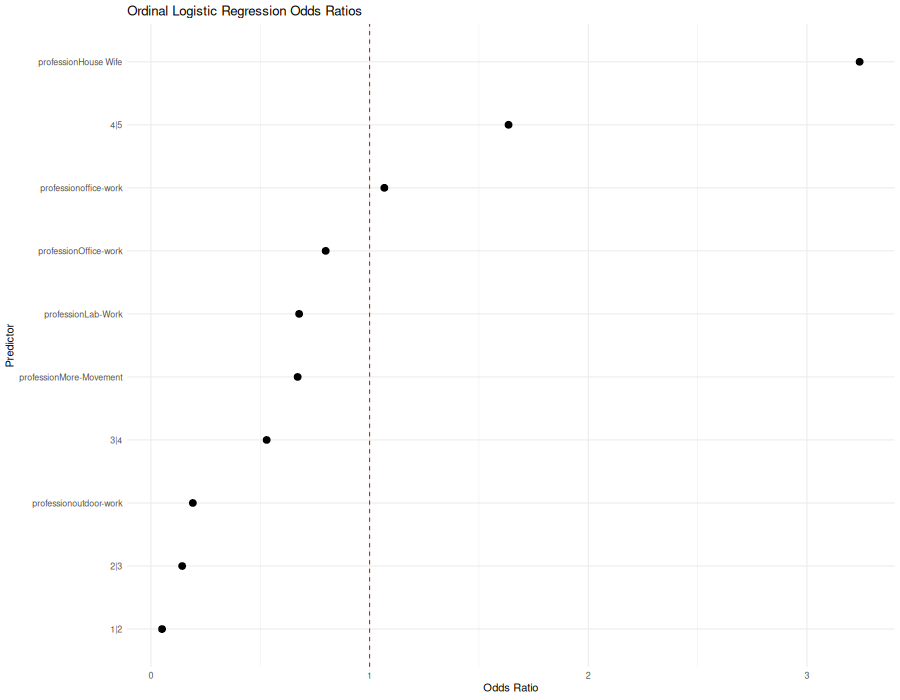 Ordinal Logistic Regression Odds Ratios
professionHouse Wife
4|5
professionoffice-work
professionOffice-work
professionLab-Work
professionMore-Movement
3|4
professionoutdoor-work
2|3
1|2
Predictor
0 1 2 3
Odds Ratio